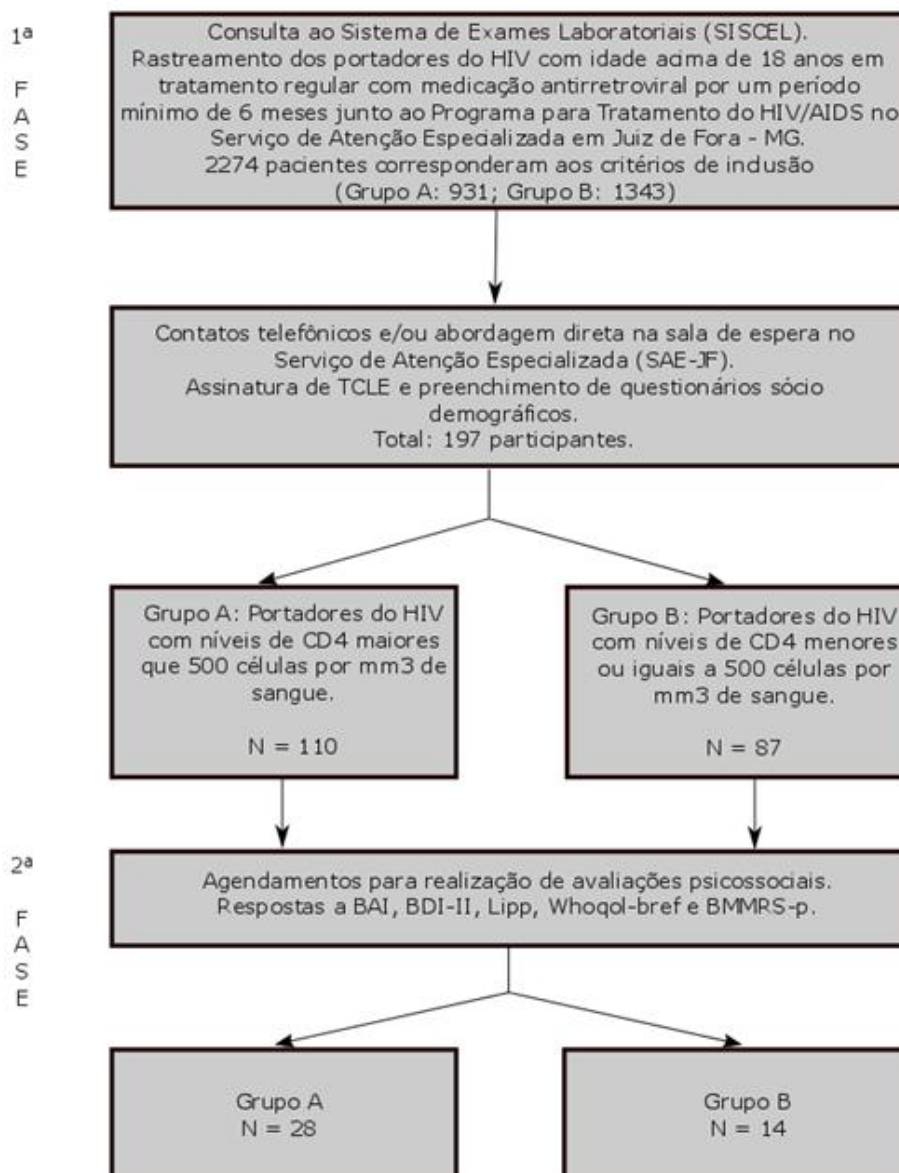 1ª
F
A
S
E
Consulta ao Sistema de Exames Laboratoriais (SISCEL).
Rastreamento dos portadores do HIV com idade acima de 18 anos em
tratamento regular com medicação antirretroviral por um período
mínimo de 6 meses junto ao Programa para Tratamento do HIV/AIDS no
Serviço de Atenção Especializada em Juiz de Fora - MG.
2274 pacientes corresponderam aos critérios de inclusão
(Grupo A: 931; Grupo B: 1343)
Contatos telefônicos e/ou abordagem direta na sala de espera no
Serviço de Atenção Especializada (SAE-JF).
Assinatura de TCLE e preenchimento de questionários sócio
demográficos.
Total: 197 participantes.
Grupo A: Portadores do HIV
com níveis de CD4 maiores
que 500 células por mm3 de
sangue.
N = 110
Grupo B: Portadores do HIV
com níveis de CD4 menores
ou iguais a 500 células por
mm3 de sangue.
N = 87
2ª
F
A
S
E
Agendamentos para realização de avaliações psicossociais.
Respostas a BAI, BDI-II, Lipp, Whoqol-bref e BMMRS-p.
Grupo A
N = 28
Grupo B
N = 14